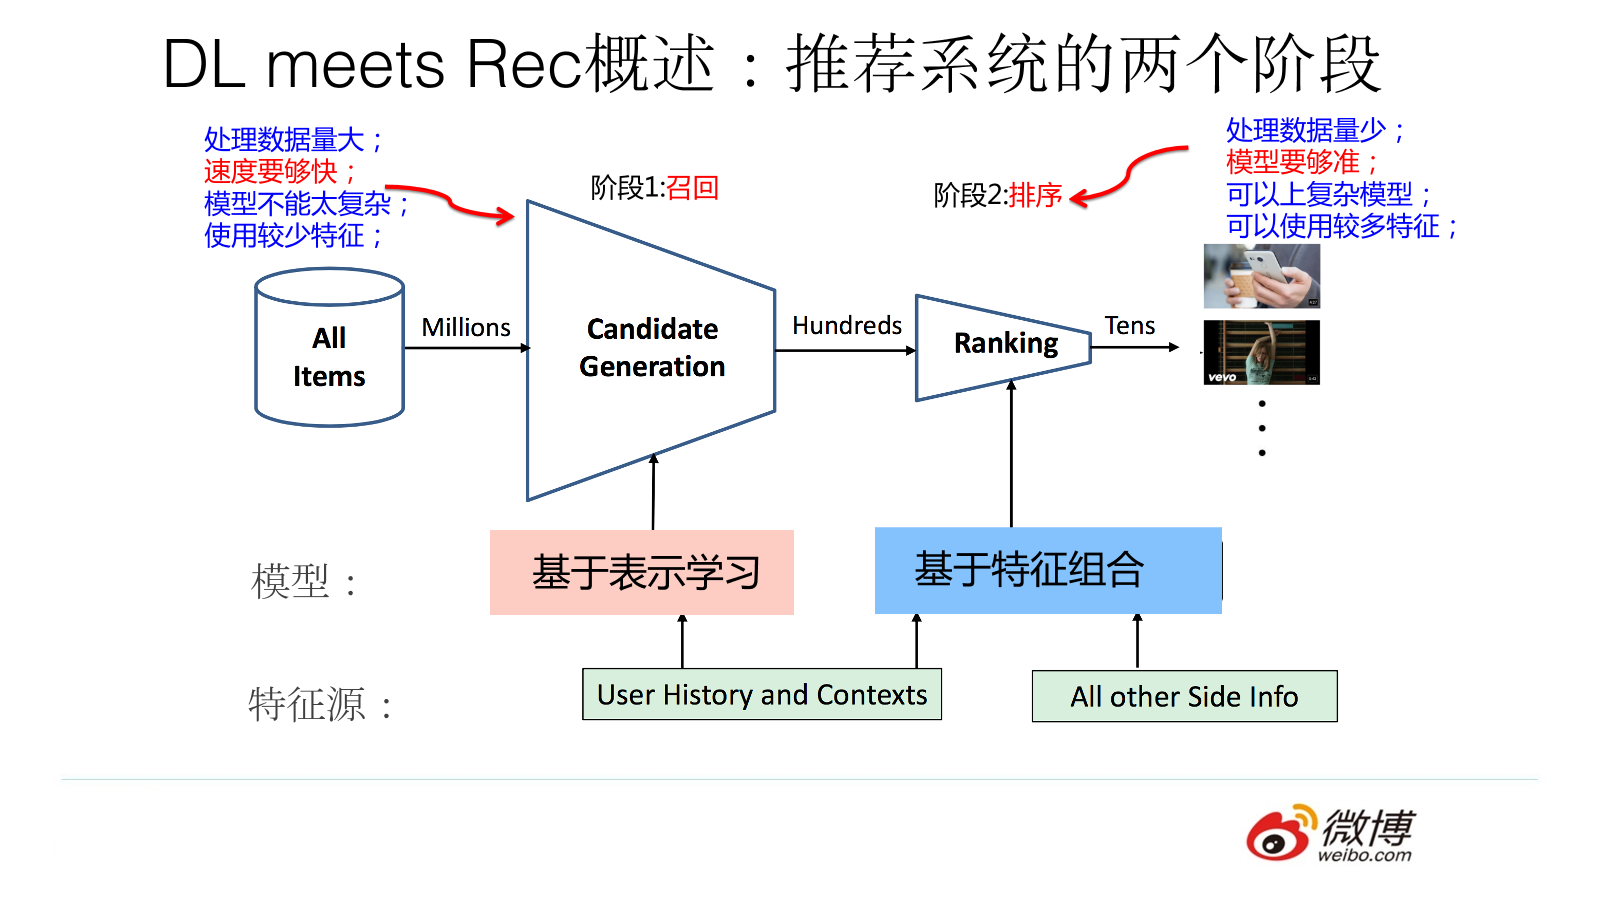 DL meets Rec概述：推荐系统的两个阶段
处理数据量大；
速度要够快；
模型不能太复杂；
使用较少特征；
阶段1:召回
阶段2:排序
处理数据量少；
模型要够准；
可以上复杂模型；
可以使用较多特征；
All
Items
Millions
Candidate
Generation
Hundreds
Ranking
Tens
vevo
模型：
基于表示学习
基于特征组合
特征源：
User History and Contexts
All other Side Info
微博
weibo.com